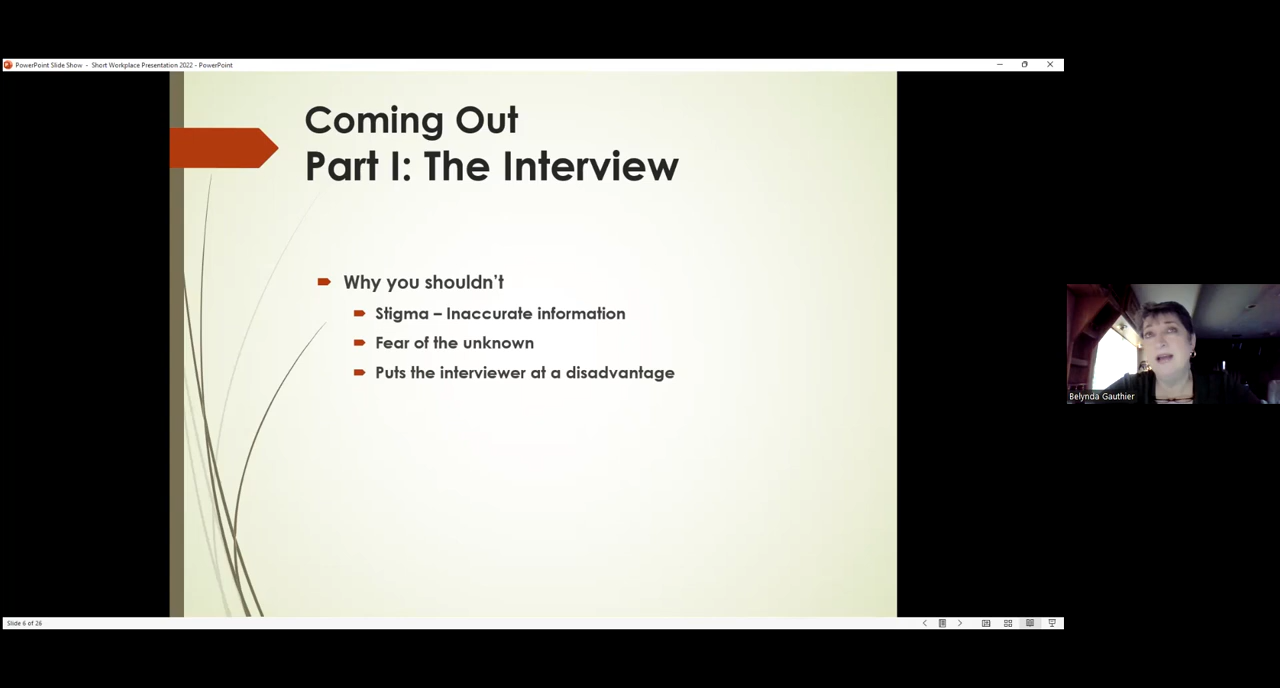 PowerPoint Slide Show - Short Workplace Presentation 2022 - PowerPoint
Coming Out
Part I: The Interview
Why you shouldn't
Stigma – Inaccurate information
Fear of the unknown
Puts the interviewer at a disadvantage
Belynda Gauthier
Slide 6 of 26